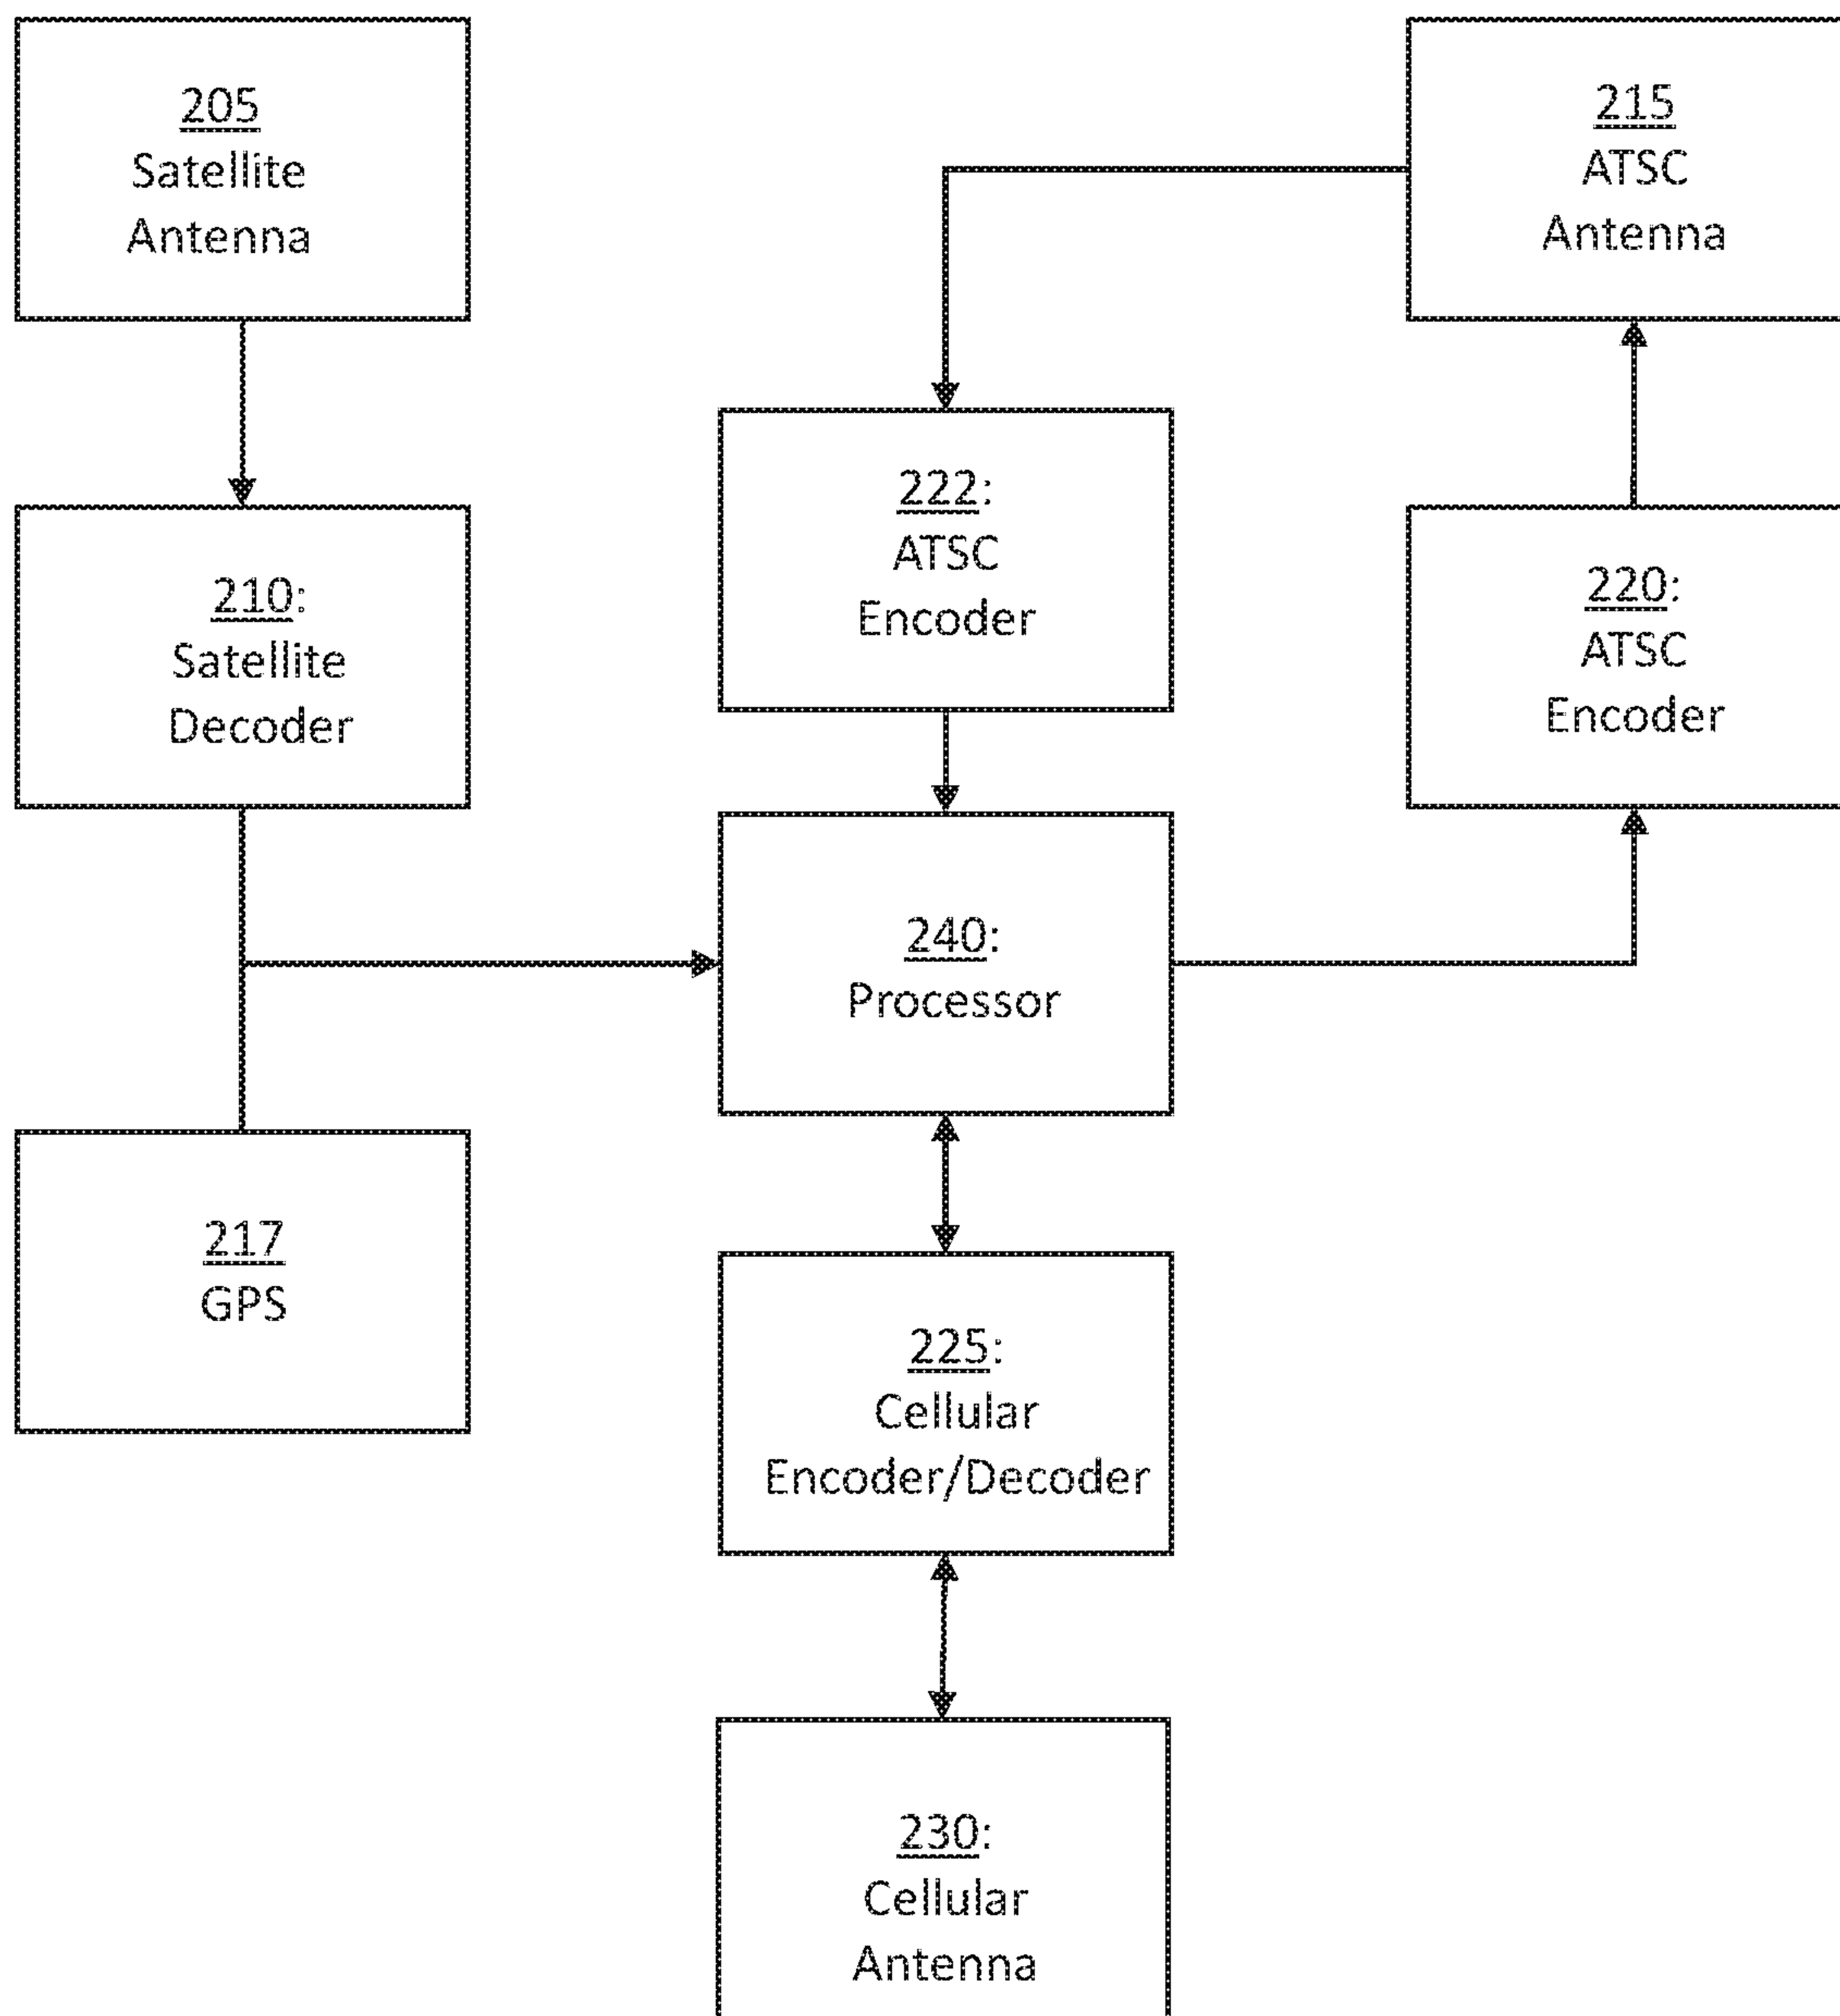 205
Satellite
Antenna
215
ATSC
Antenna
222:
ATSC
Encoder
210:
Satellite
Decoder
220:
ATSC
Encoder
240:
Processor
217
GPS
225:
Cellular
Encoder/Decoder
230:
Cellular
Antenna